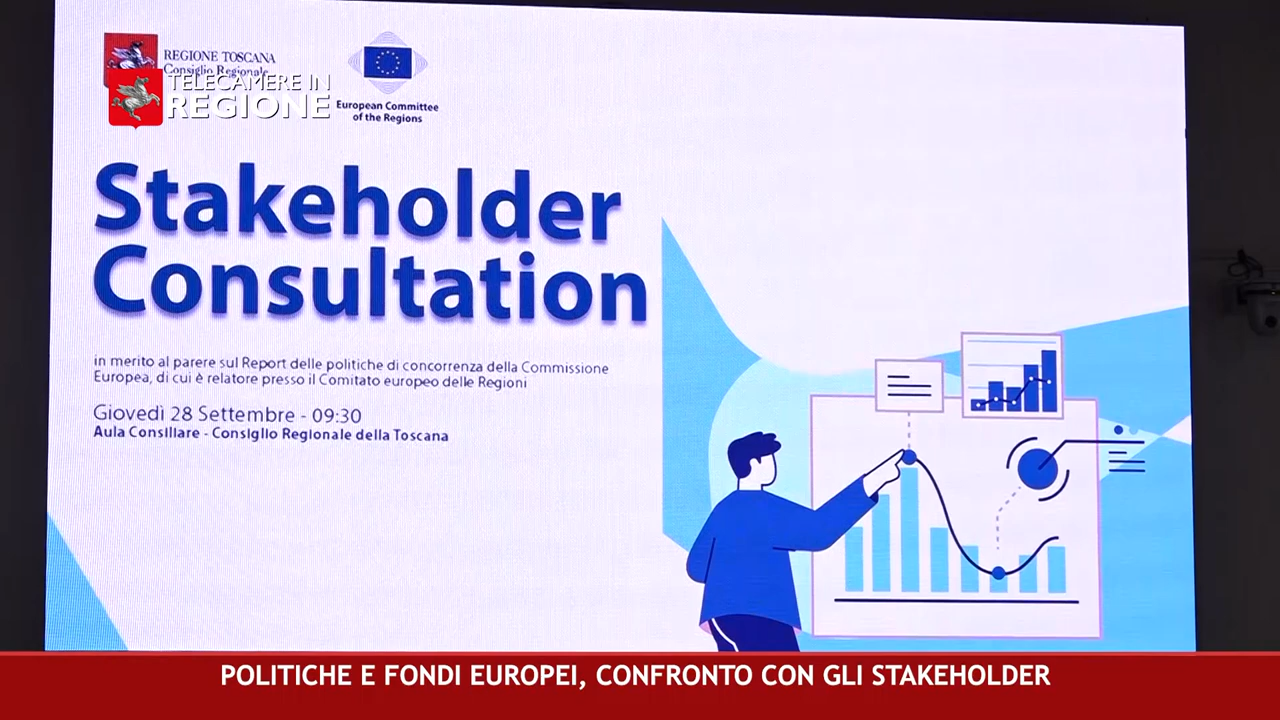 REGIONE TOSCANA
Consiglio Regionale
TELECAMERE IN
REGIONE
European Committee
of the Regions
Stakeholder
Consultation
in merito al parere sul Report delle politiche di concorrenza della Commissione
Europea, di cui è relatore presso il Comitato europeo delle Regioni
Giovedì 28 Settembre - 09:30
Aula Consiliare - Consiglio Regionale della Toscana
POLITICHE E FONDI EUROPEI, CONFRONTO CON GLI STAKEHOLDER